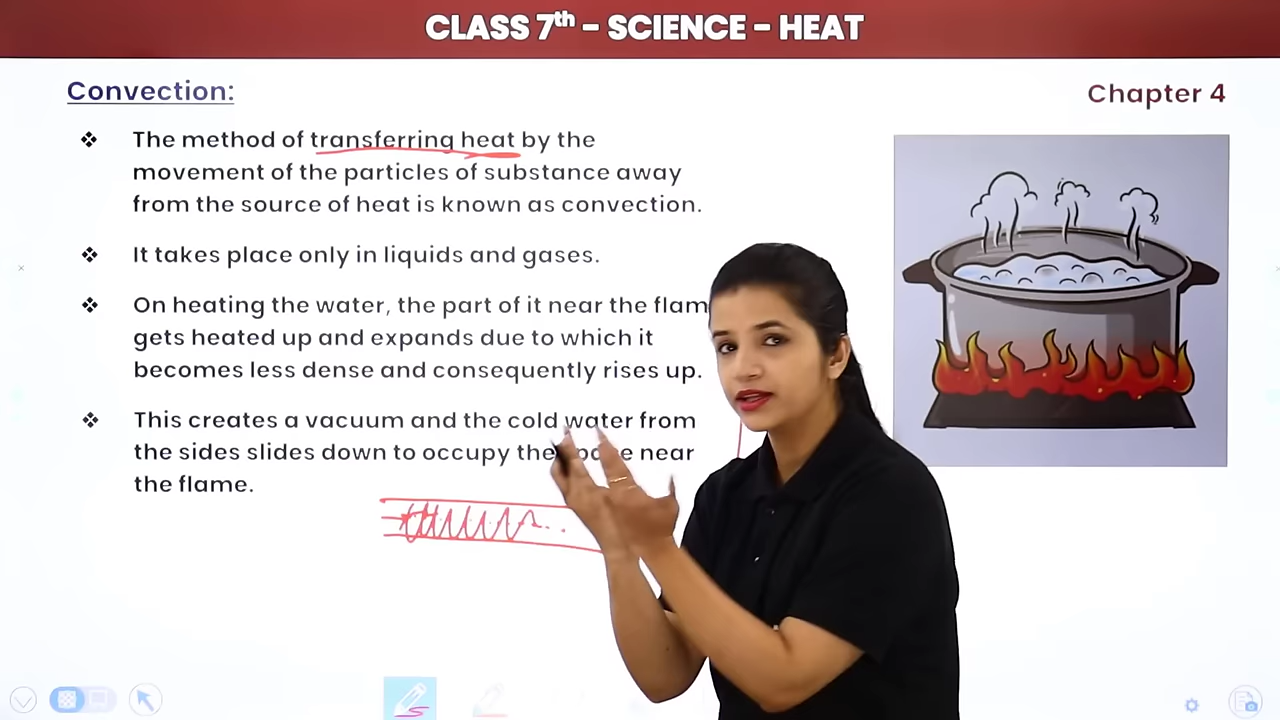 CLASS 7th - SCIENCE - HEAT
Convection:
Chapter 4
❖ The method of transferring heat by the
movement of the particles of substance away
from the source of heat is known as convection.
❖ It takes place only in liquids and gases.
❖ On heating the water, the part of it near the flam
gets heated up and expands due to which it
becomes less dense and consequently rises up.
❖ This creates a vacuum and the cold water from
the sides slides down to occupy the near
the flame.